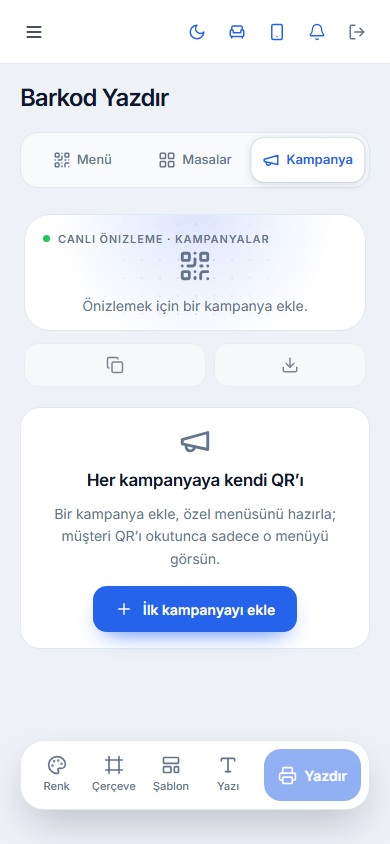 Barkod Yazdır
Menü
Masalar
Kampanya
CANLI ÖNİZLEME · KAMPANYALAR
Önizlemek için bir kampanya ekle.
Her kampanyaya kendi QR’ı
Bir kampanya ekle, özel menüsünü hazırla;
müşteri QR’ı okutunca sadece o menüyü
görsün.
İlk kampanyayı ekle
Renk
Çerçeve
Şablon
Yazı
Yazdır